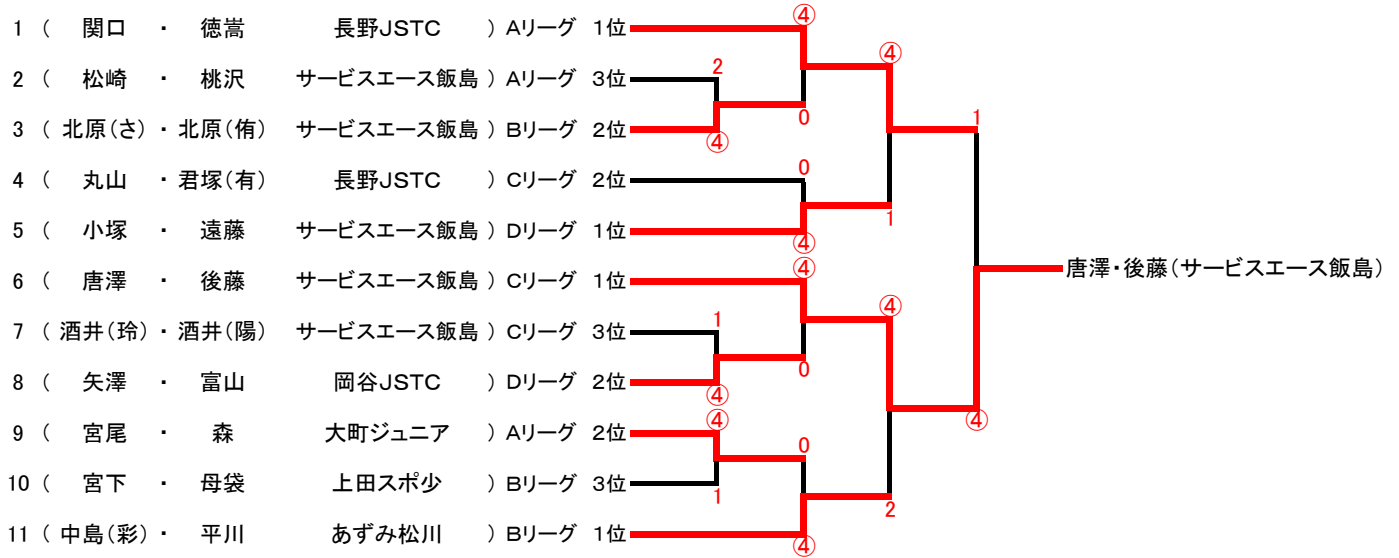 ④
1 ( 関口 ・ 徳嵩 長野JSTC ) Aリーグ 1位
④
2 1
2 ( 松崎 ・ 桃沢 サービスエース飯島 ) Aリーグ 3位
0
3 ( 北原(さ) ・ 北原(侑) サービスエース飯島 ) Bリーグ 2位
④
0
4 ( 丸山 ・ 君塚(有) 長野JSTC ) Cリーグ 2位
1
5 ( 小塚 ・ 遠藤 サービスエース飯島 ) Dリーグ 1位
④
④ 唐澤・後藤(サービスエース飯島)
6 ( 唐澤 ・ 後藤 サービスエース飯島 ) Cリーグ 1位
④
1
7 ( 酒井(玲) ・ 酒井(陽) サービスエース飯島 ) Cリーグ 3位
0
8 ( 矢澤 ・ 富山 岡谷JSTC ) Dリーグ 2位
④
④ ④
9 ( 宮尾 ・ 森 大町ジュニア ) Aリーグ 2位
0
10 ( 宮下 ・ 母袋 上田スポ少 ) Bリーグ 3位
1 2
11 ( 中島(彩) ・ 平川 あずみ松川 ) Bリーグ 1位
④